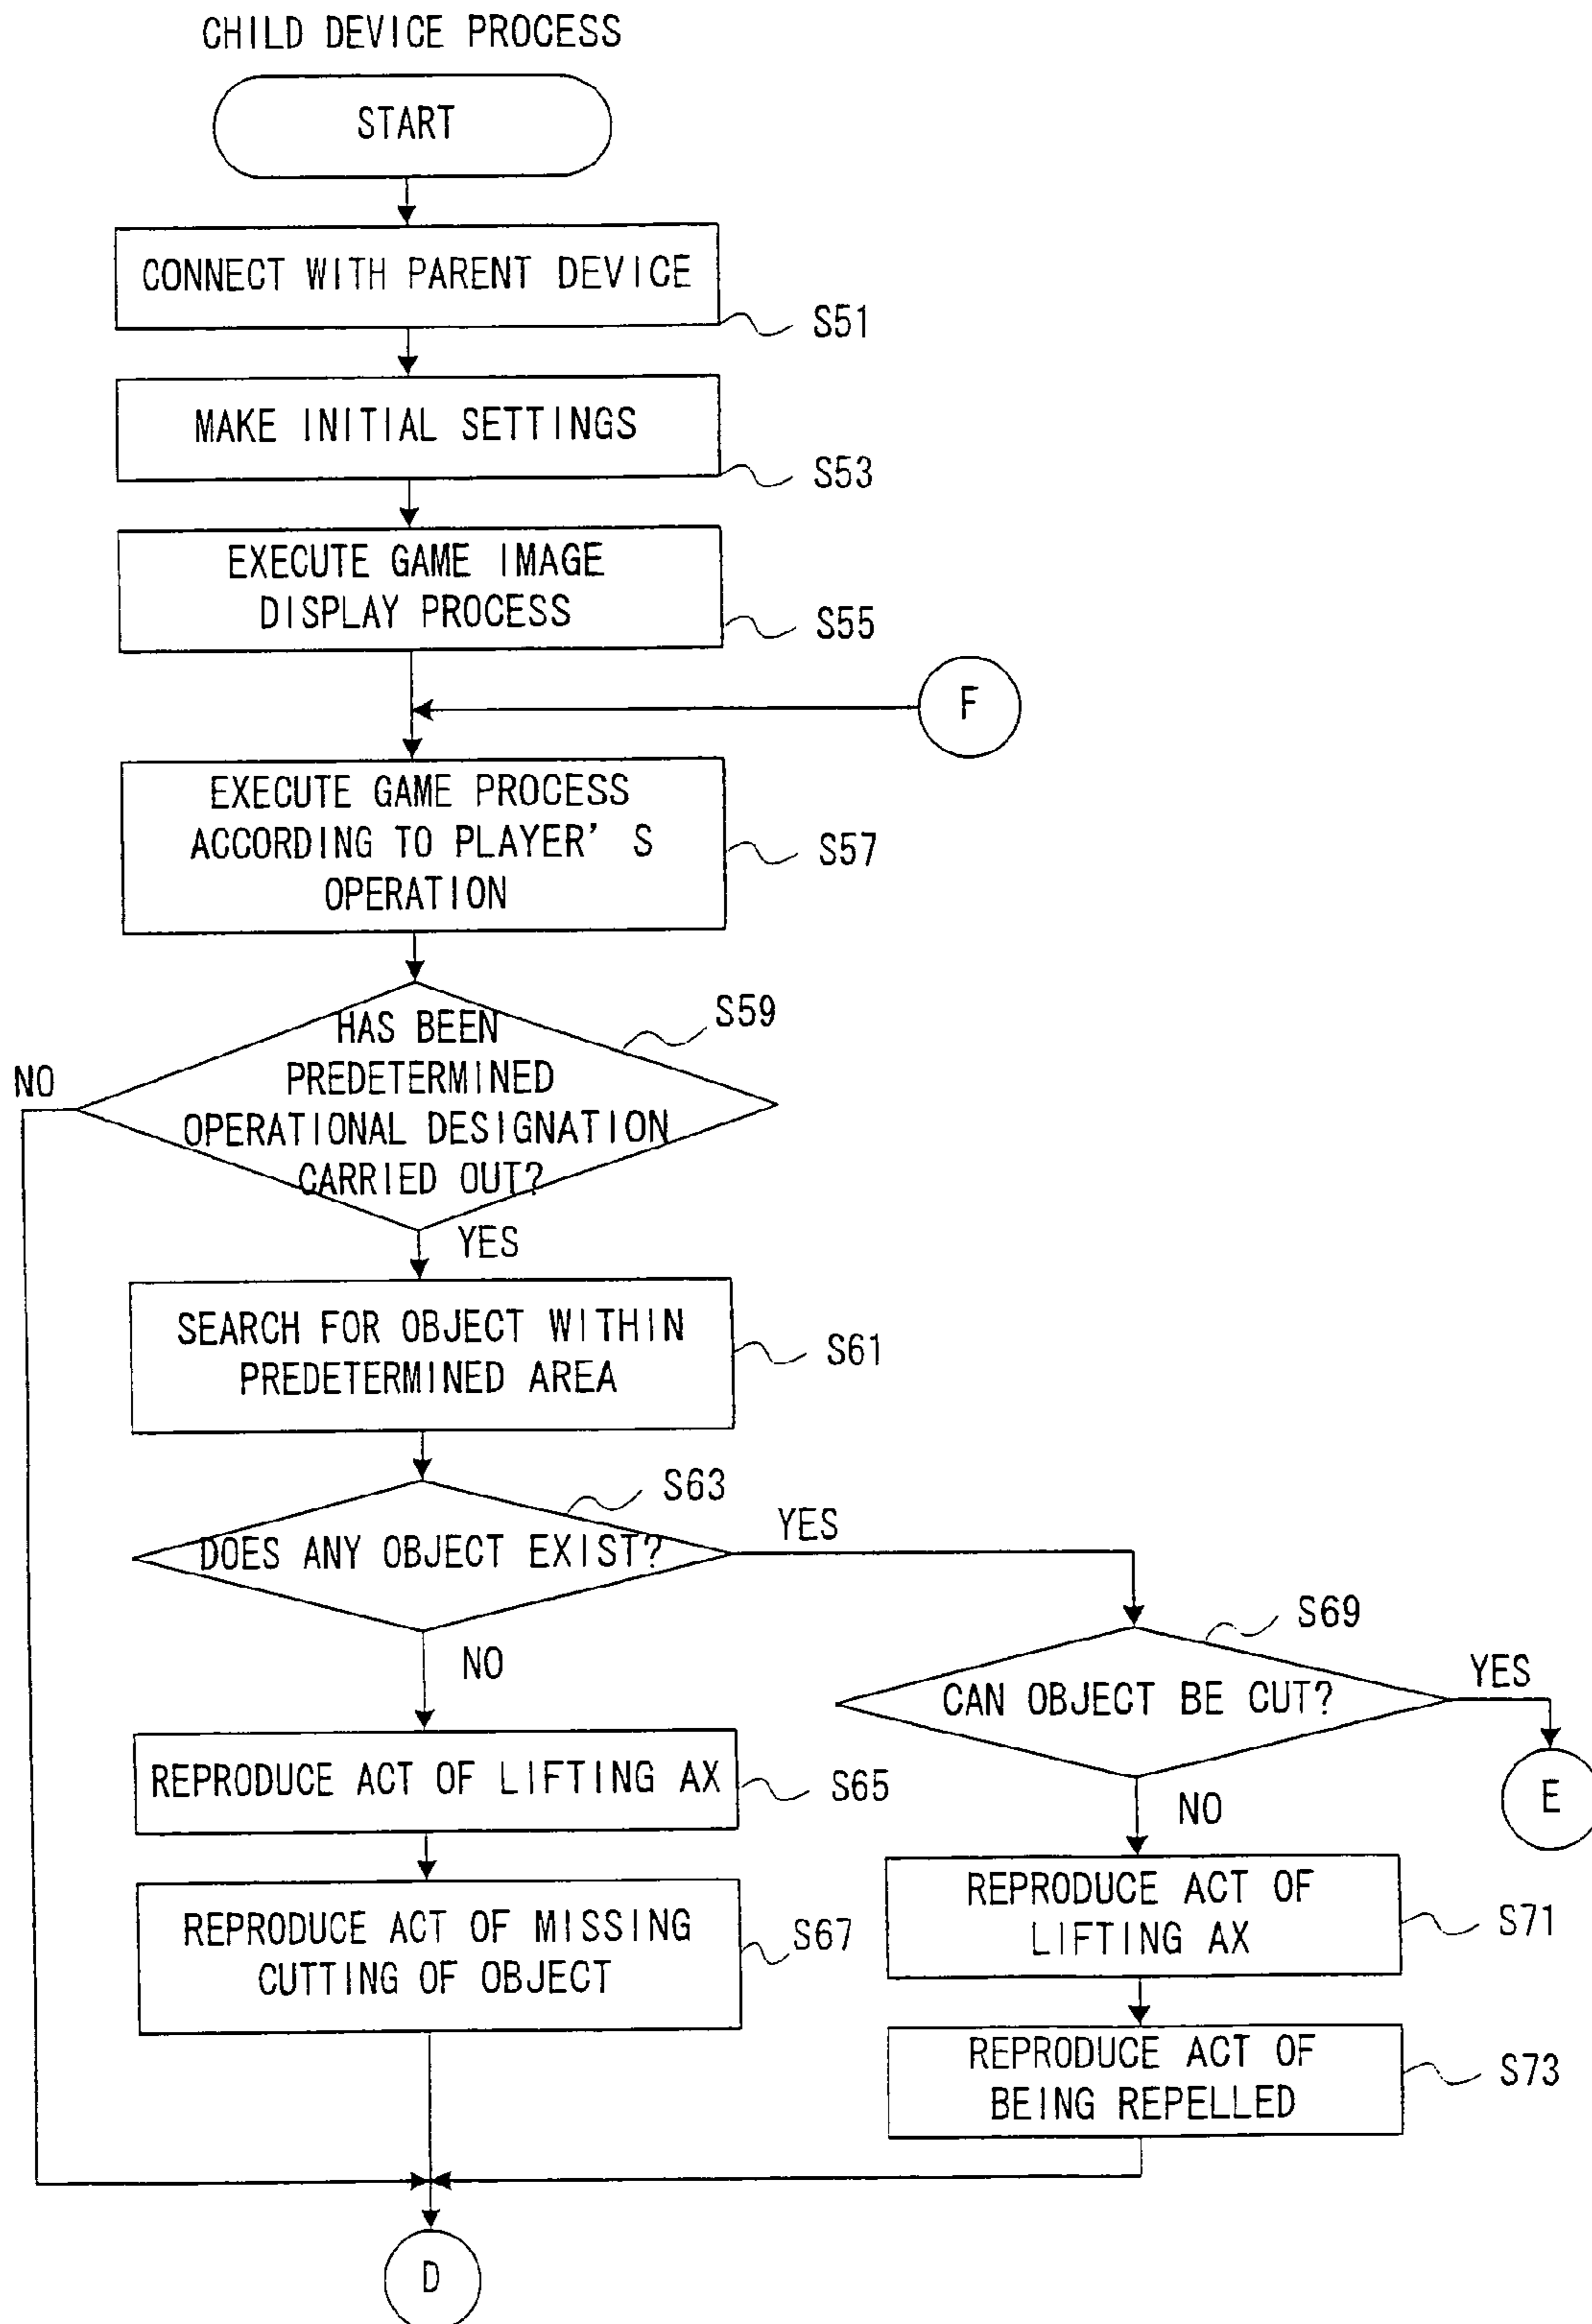 CHILD DEVICE PROCESS
START
CONNECT WITH PARENT DEVICE
S51
MAKE INITIAL SETTINGS
S53
EXECUTE GAME IMAGE
DISPLAY PROCESS
S55
F
EXECUTE GAME PROCESS
ACCORDING TO PLAYER'S
OPERATION
S57
S59
HAS BEEN
PREDETERMINED
OPERATIONAL DESIGNATION
CARRIED OUT?
NO
YES
SEARCH FOR OBJECT WITHIN
PREDETERMINED AREA
S61
S63
DOES ANY OBJECT EXIST?
YES
NO
S69
CAN OBJECT BE CUT?
YES
E
NO
REPRODUCE ACT OF LIFTING AX
S65
REPRODUCE ACT OF MISSING
CUTTING OF OBJECT
S67
REPRODUCE ACT OF
LIFTING AX
S71
REPRODUCE ACT OF
BEING REPELLED
S73
D